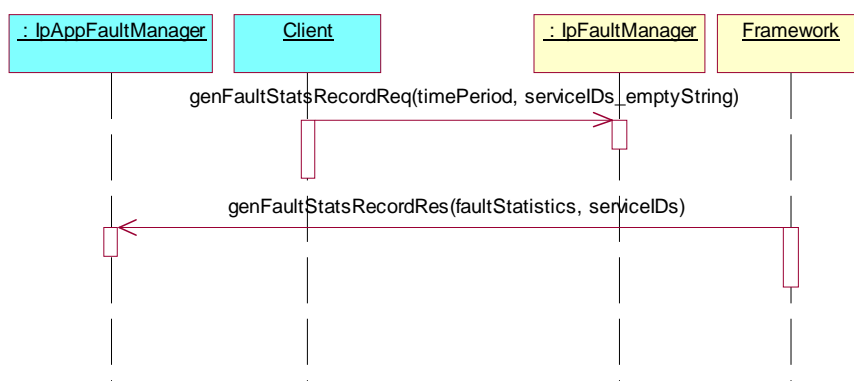 : IpAppFaultManager
Client
: IpFaultManager
Framework
genFaultStatsRecordReq(timePeriod, serviceIDs_emptyString)
genFaultStatsRecordRes(faultStatistics, serviceIDs)